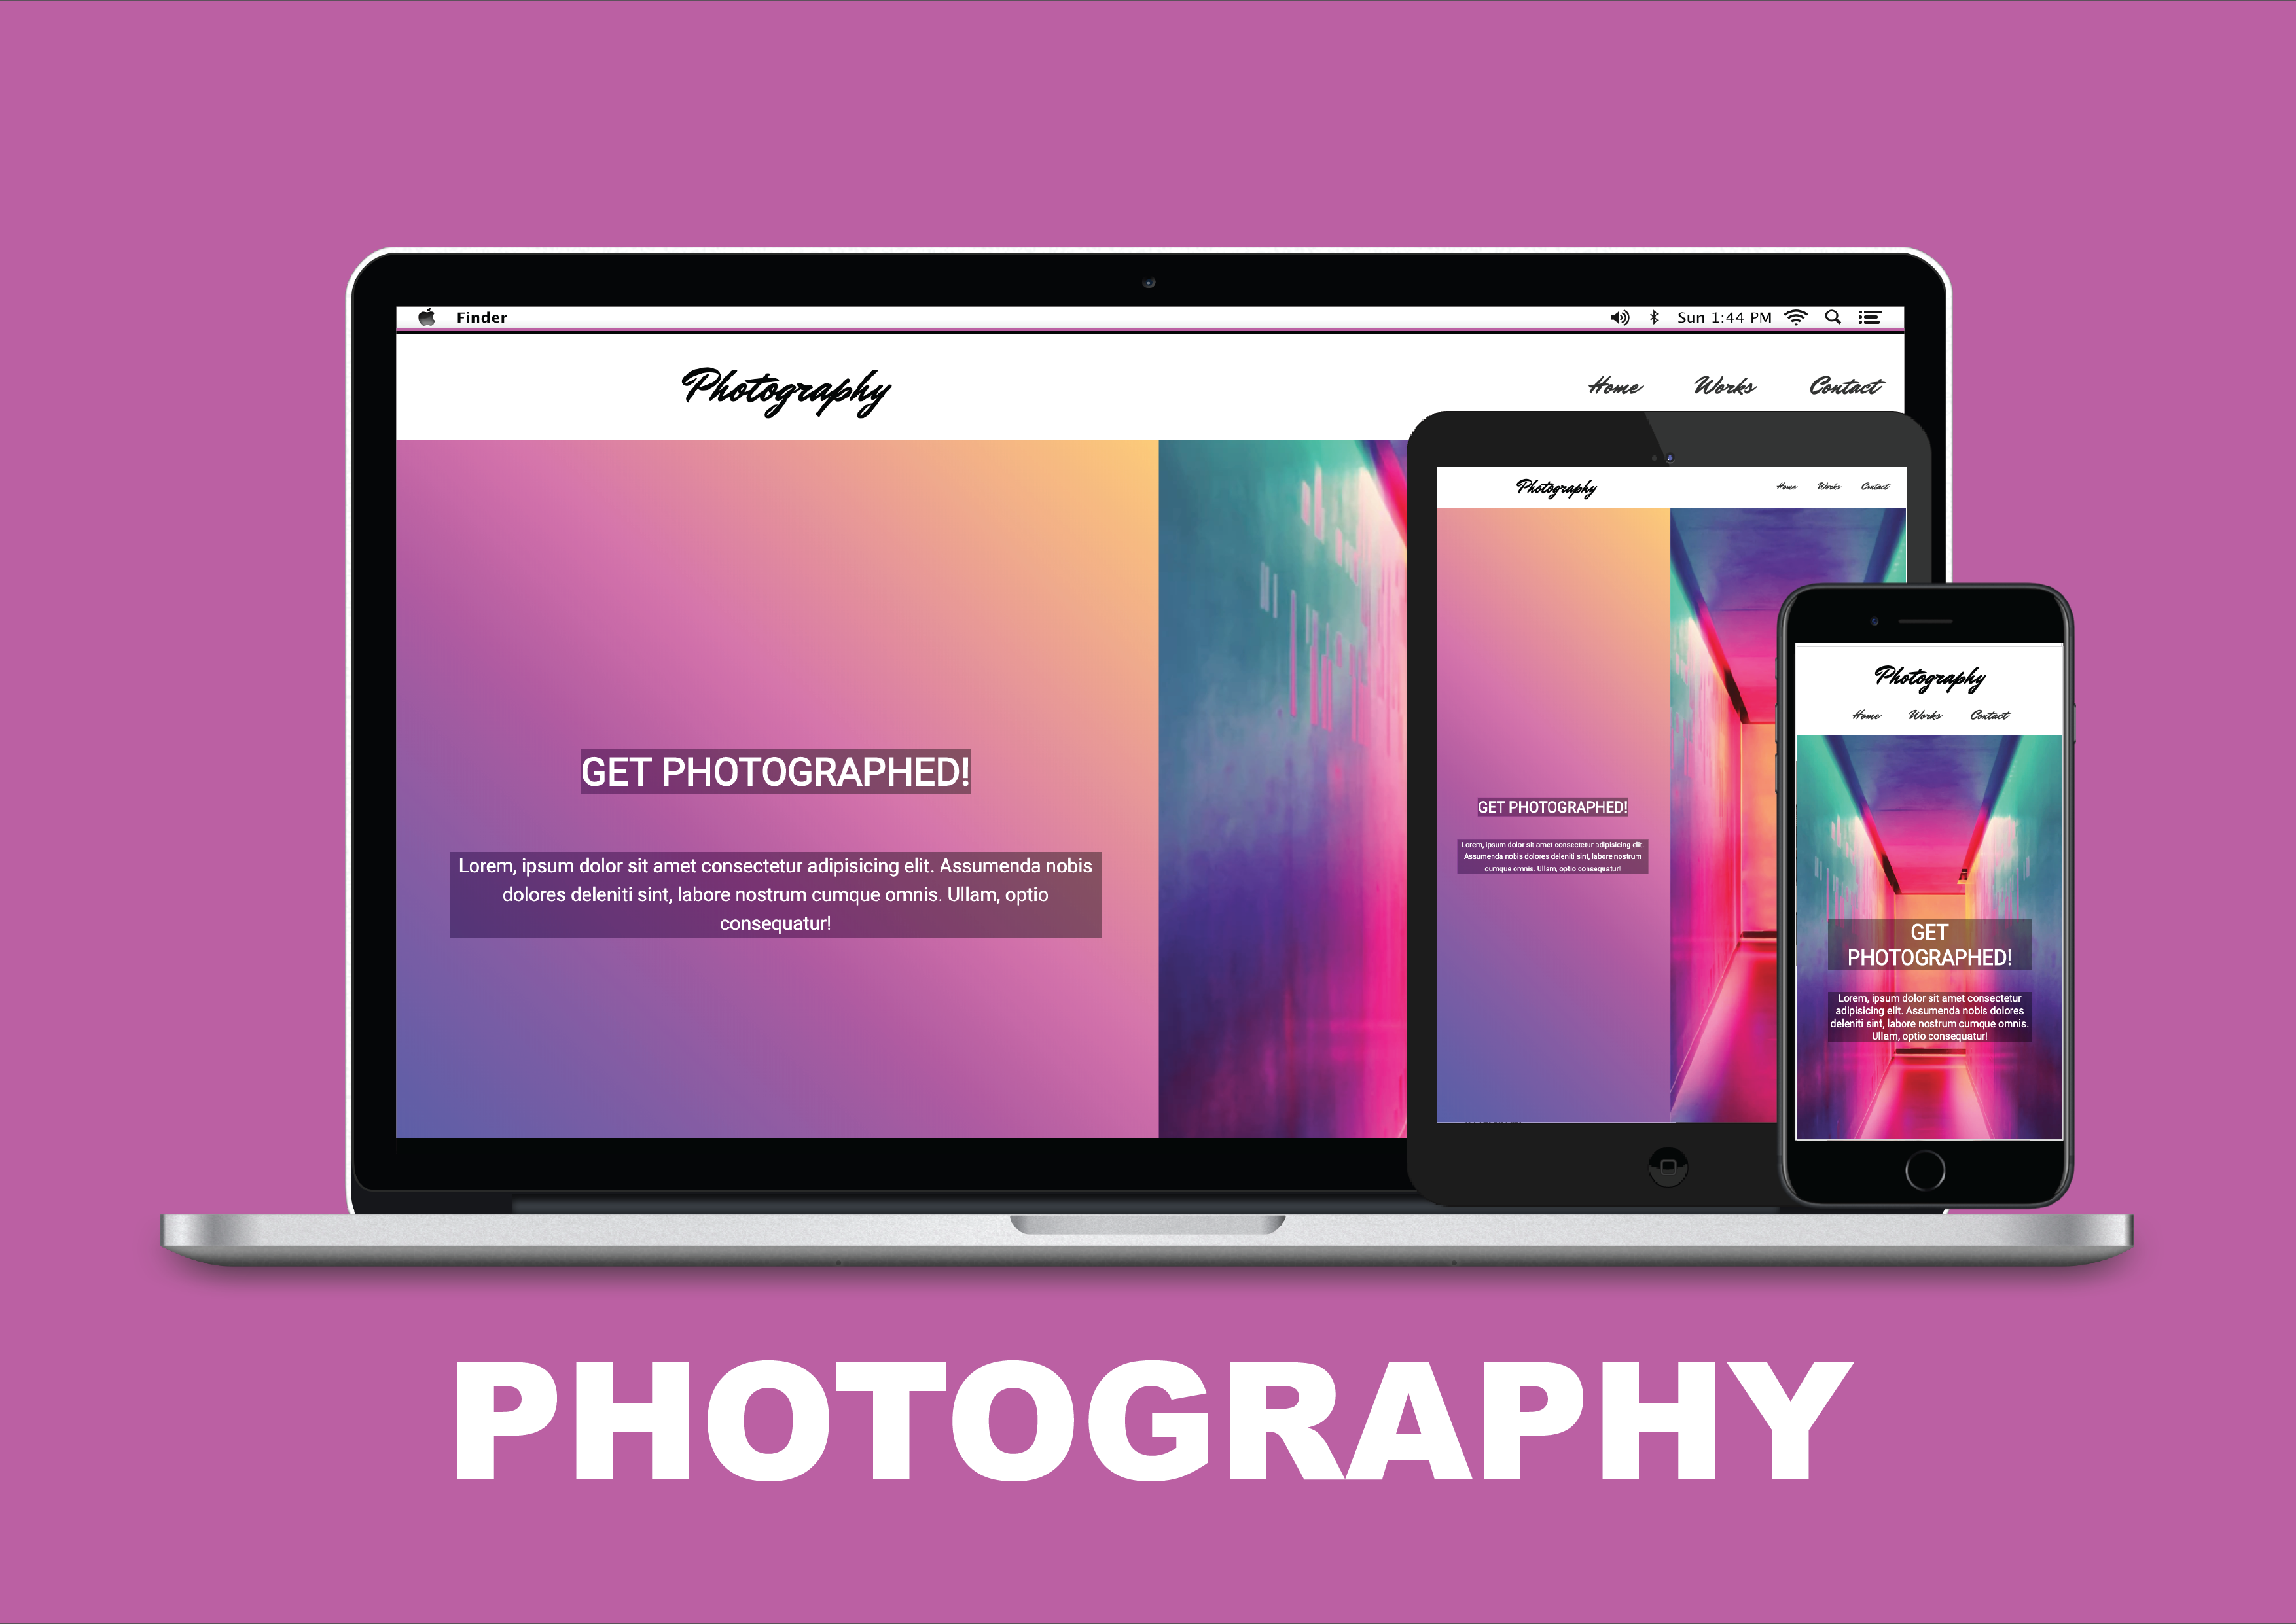 Finder
Sun 1:44 PM
Photography
Home Works Contact
GET PHOTOGRAPHED!
Lorem, ipsum dolor sit amet consectetur adipisicing elit. Assumenda nobis
dolores deleniti sint, labore nostrum cumque omnis. Ullam, optio
consequatur!
Photography
Home Works Contact
GET PHOTOGRAPHED!
Lorem, ipsum dolor sit amet consectetur adipisicing elit.
Assumenda nobis dolores deleniti sint, labore nostrum
cumque omnis. Ullam, optio consequatur!
Photography
Home Works Contact
GET
PHOTOGRAPHED!
Lorem, ipsum dolor sit amet consectetur
adipisicing elit. Assumenda nobis dolores
deleniti sint, labore nostrum cumque omnis.
Ullam, optio consequatur!
PHOTOGRAPHY